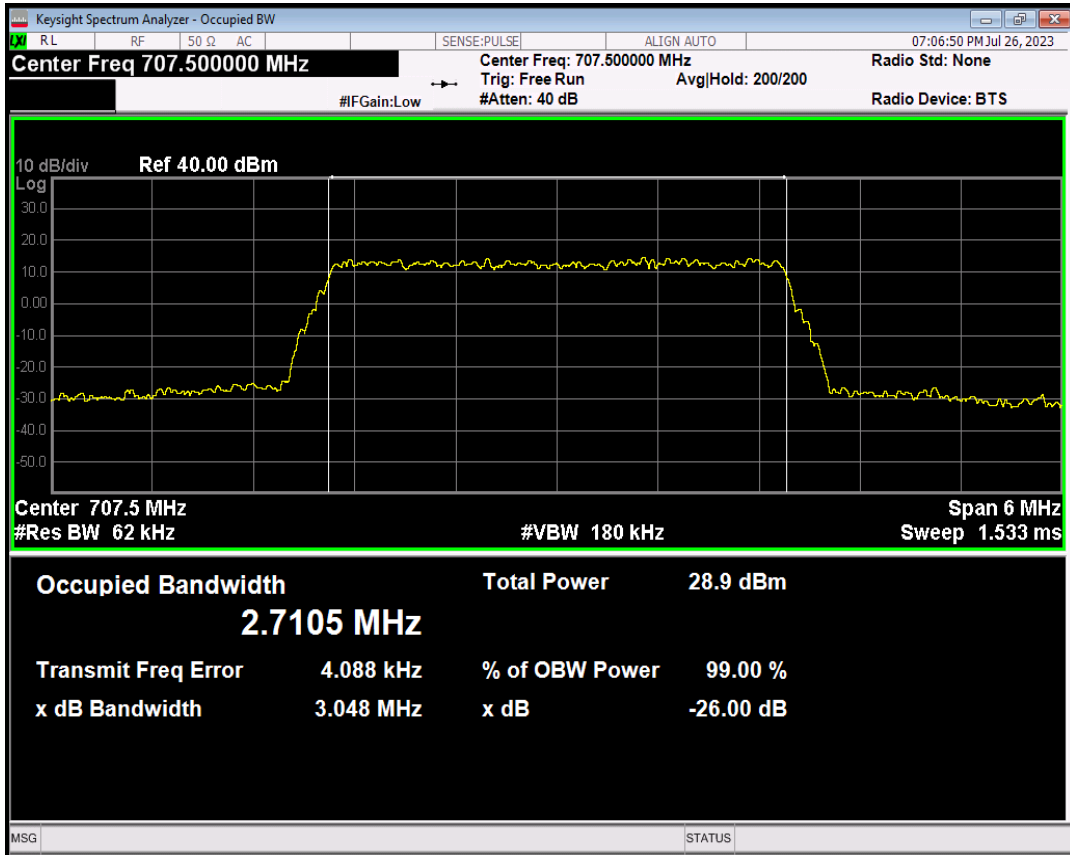 Keysight Spectrum Analyzer - Occupied BW
LXI RL RF 50 Ω AC SENSE:PULSE ALIGN AUTO 07:06:50 PM Jul 26, 2023
Center Freq 707.500000 MHz Center Freq: 707.500000 MHz Radio Std: None
Trig: Free Run Avg|Hold: 200/200
#IFGain:Low #Atten: 40 dB Radio Device: BTS
10 dB/div Ref 40.00 dBm
Log
30.0
20.0
10.0
0.00
-10.0
-20.0
-30.0
-40.0
-50.0
Center 707.5 MHz Span 6 MHz
#Res BW 62 kHz #VBW 180 kHz Sweep 1.533 ms
Occupied Bandwidth Total Power 28.9 dBm
2.7105 MHz
Transmit Freq Error 4.088 kHz % of OBW Power 99.00 %
x dB Bandwidth 3.048 MHz x dB -26.00 dB
MSG STATUS